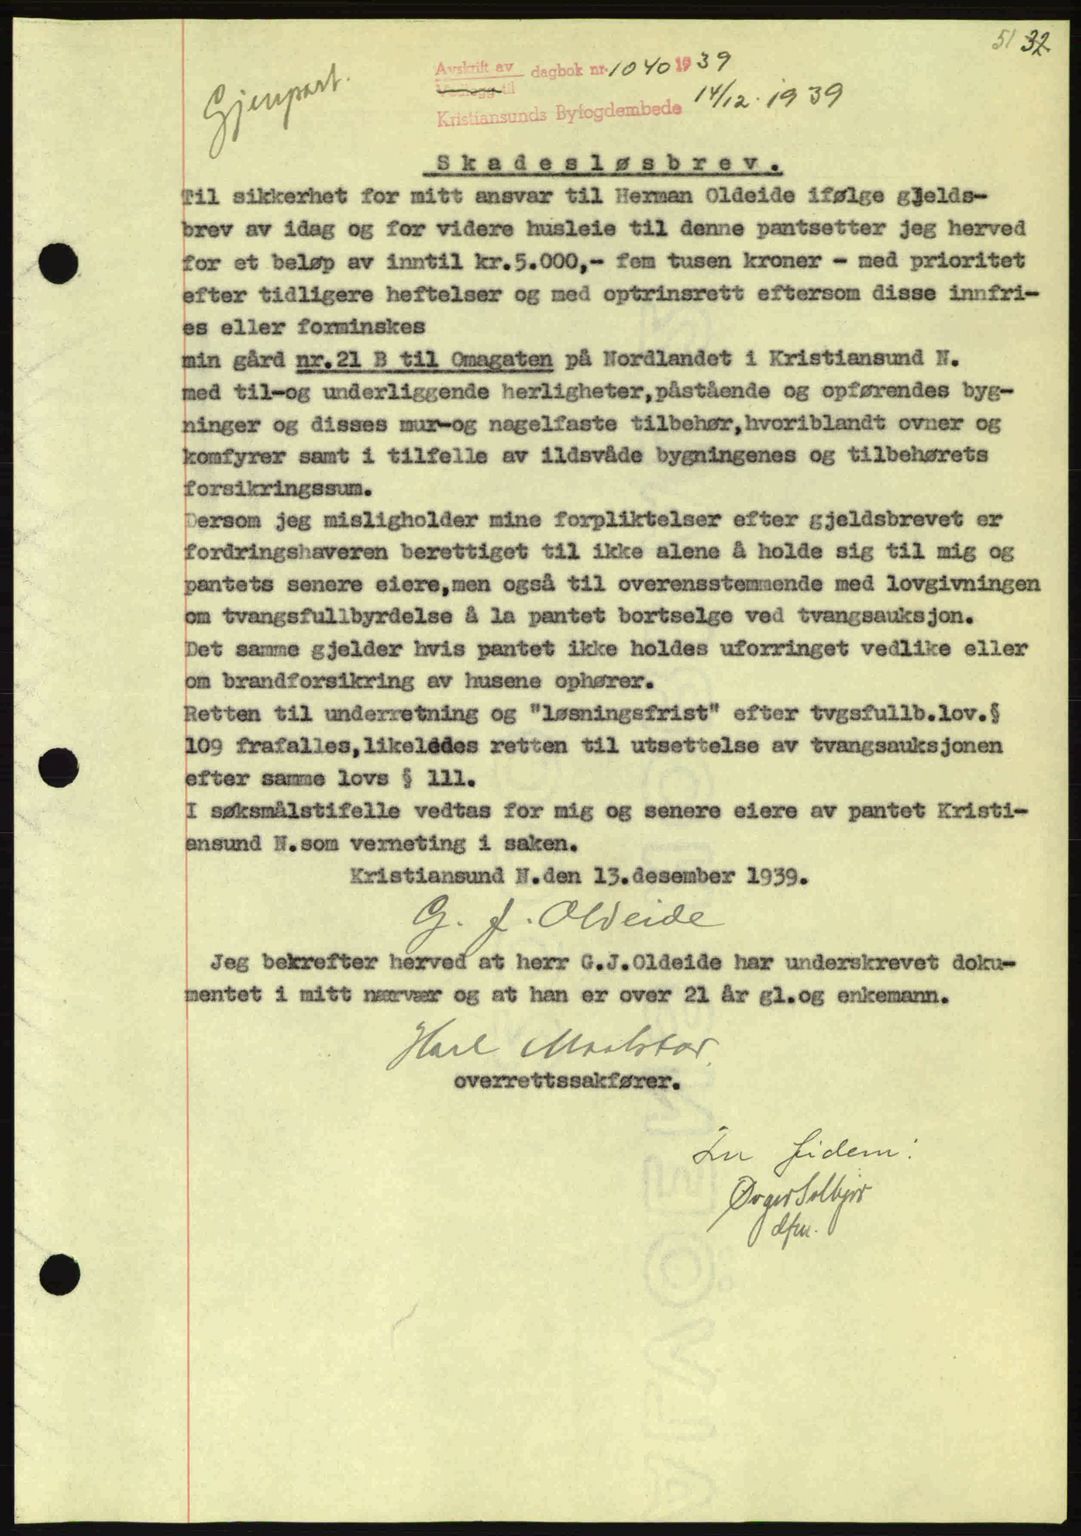 51 32
Gjenpart.
Avskrift av dagbok nr. 1040 1939
Vedlegg til
Kristiansunds Byfogdembede 14/12. 1939
Skadesløsbrev.
Til sikkerhet for mitt ansvar til Herman Oldeide ifølge gjelds-
brev av idag og for videre husleie til denne pantsetter jeg herved
for et beløp av inntil kr.5.000,- fem tusen kroner - med prioritet
efter tidligere heftelser og med optrinsrett eftersom disse innfri-
es eller forminskes
min gård nr.21 B til Omagaten på Nordlandet i Kristiansund N.
med til-og underliggende herligheter,påstående og opførendes byg-
ninger og disses mur-og nagelfaste tilbehør,hvoriblandt ovner og
komfyrer samt i tilfelle av ildsvåde bygningenes og tilbehørets
forsikringssum.
Dersom jeg misligholder mine forpliktelser efter gjeldsbrevet er
fordringshaveren berettiget til ikke alene å holde sig til mig og
pantets senere eiere,men også til overensstemmende med lovgivningen
om tvangsfullbyrdelse å la pantet bortselge ved tvangsauksjon.
Det samme gjelder hvis pantet ikke holdes uforringet vedlike eller
om brandforsikring av husene ophører.
Retten til underretning og "løsningsfrist" efter tvgsfullb.lov.§
109 frafalles,likeledes retten til utsettelse av tvangsauksjonen
efter samme lovs § 111.
I søksmålstifelle vedtas for mig og senere eiere av pantet Kristi-
ansund N.som verneting i saken.
Kristiansund N.den 13.desember 1939.
G. J. Oldeide
Jeg bekrefter herved at herr G.J.Oldeide har underskrevet doku-
mentet i mitt nærvær og at han er over 21 år gl.og enkemann.
overrettssakfører.
In fidem:
dfm.